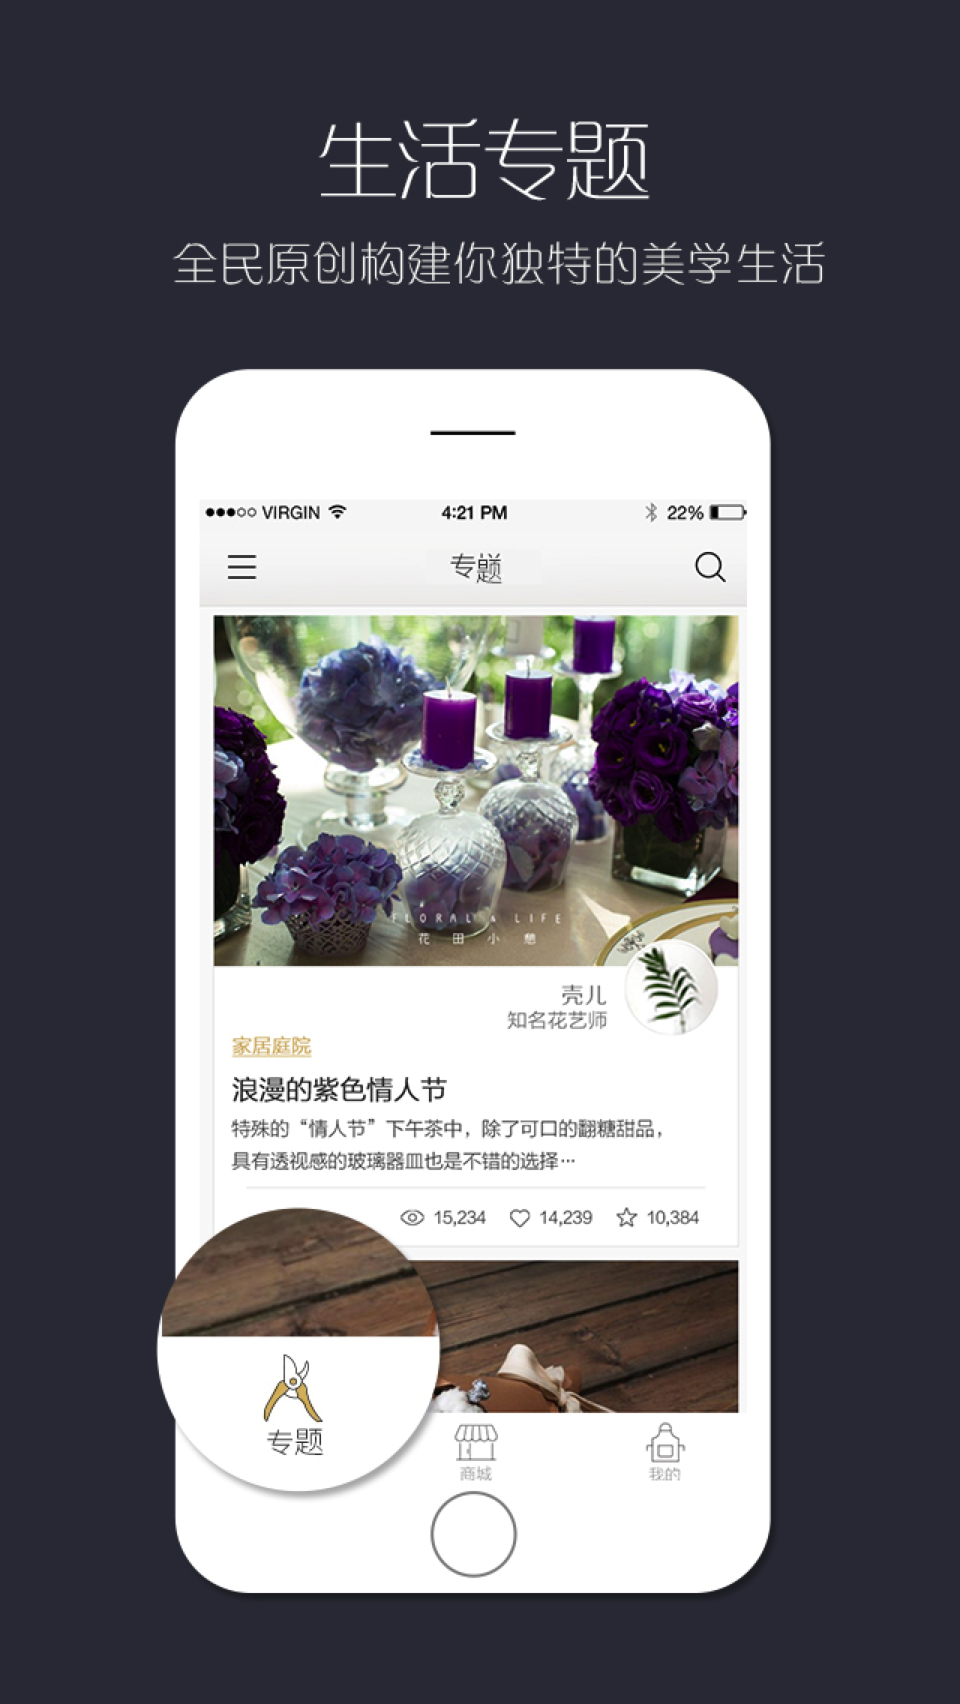 生活专题
全民原创构建你独特的美学生活
VIRGIN 4:21 PM 22%
专题
FLORAL & LIFE
花田小憩
壳儿
知名花艺师
家居庭院
浪漫的紫色情人节
特殊的“情人节”下午茶中，除了可口的翻糖甜品，
具有透视感的玻璃器皿也是不错的选择…
15,234 14,239 10,384
专题
商城
我的